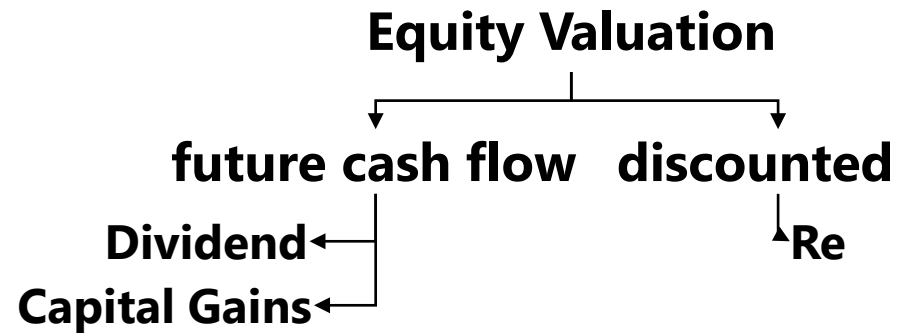 Equity Valuation
future cash flow discounted
Dividend Re
Capital Gains